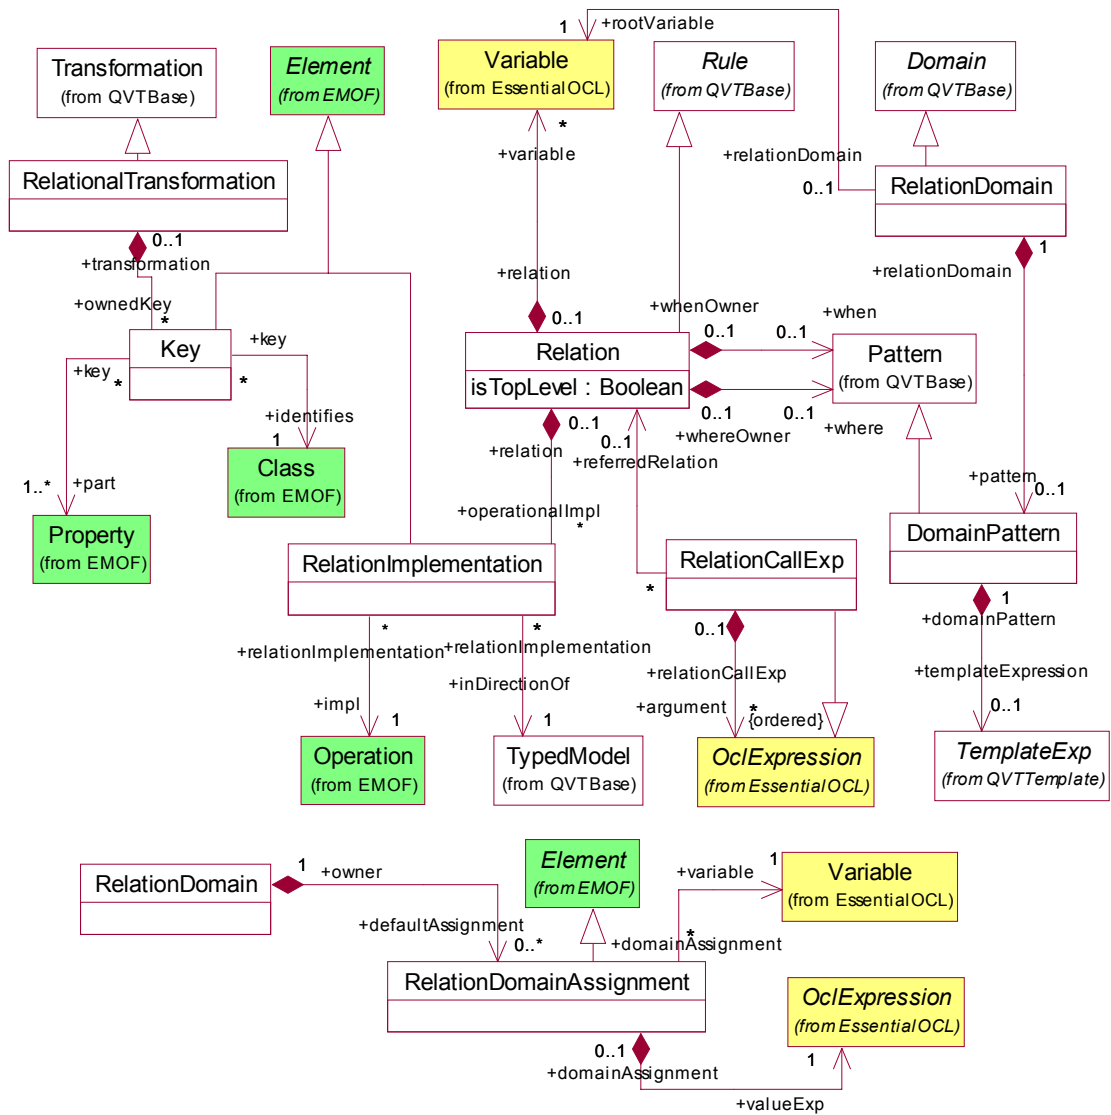 1
+rootVariable
Transformation
(from QVTBase)
Element
(from EMOF)
Variable
(from EssentialOCL)
Rule
(from QVTBase)
Domain
(from QVTBase)
*
+variable
+relationDomain
0..1
RelationalTransformation
RelationDomain
0..1
+transformation
1
+relationDomain
+relation
+ownedKey
*
0..1
+whenOwner
0..1
0..1
+when
Key
+key
Relation
Pattern
(from QVTBase)
+key
*
*
isTopLevel : Boolean
0..1
0..1
+identifies
1
0..1
+whereOwner
+where
+relation
0..1
+referredRelation
Class
(from EMOF)
1..*
+part
+pattern
0..1
+operationalImpl
*
Property
(from EMOF)
DomainPattern
RelationImplementation
RelationCallExp
*
1
+domainPattern
*
*
0..1
+relationImplementation
+relationImplementation
+relationCallExp
+templateExpression
+inDirectionOf
+impl
+argument
*
{ordered}
0..1
1
1
Operation
(from EMOF)
TypedModel
(from QVTBase)
OclExpression
(from EssentialOCL)
TemplateExp
(from QVTTemplate)
RelationDomain
1
+owner
Element
(from EMOF)
+variable
1
Variable
(from EssentialOCL)
+defaultAssignment
0..*
*
+domainAssignment
RelationDomainAssignment
OclExpression
(from EssentialOCL)
0..1
+domainAssignment
1
+valueExp